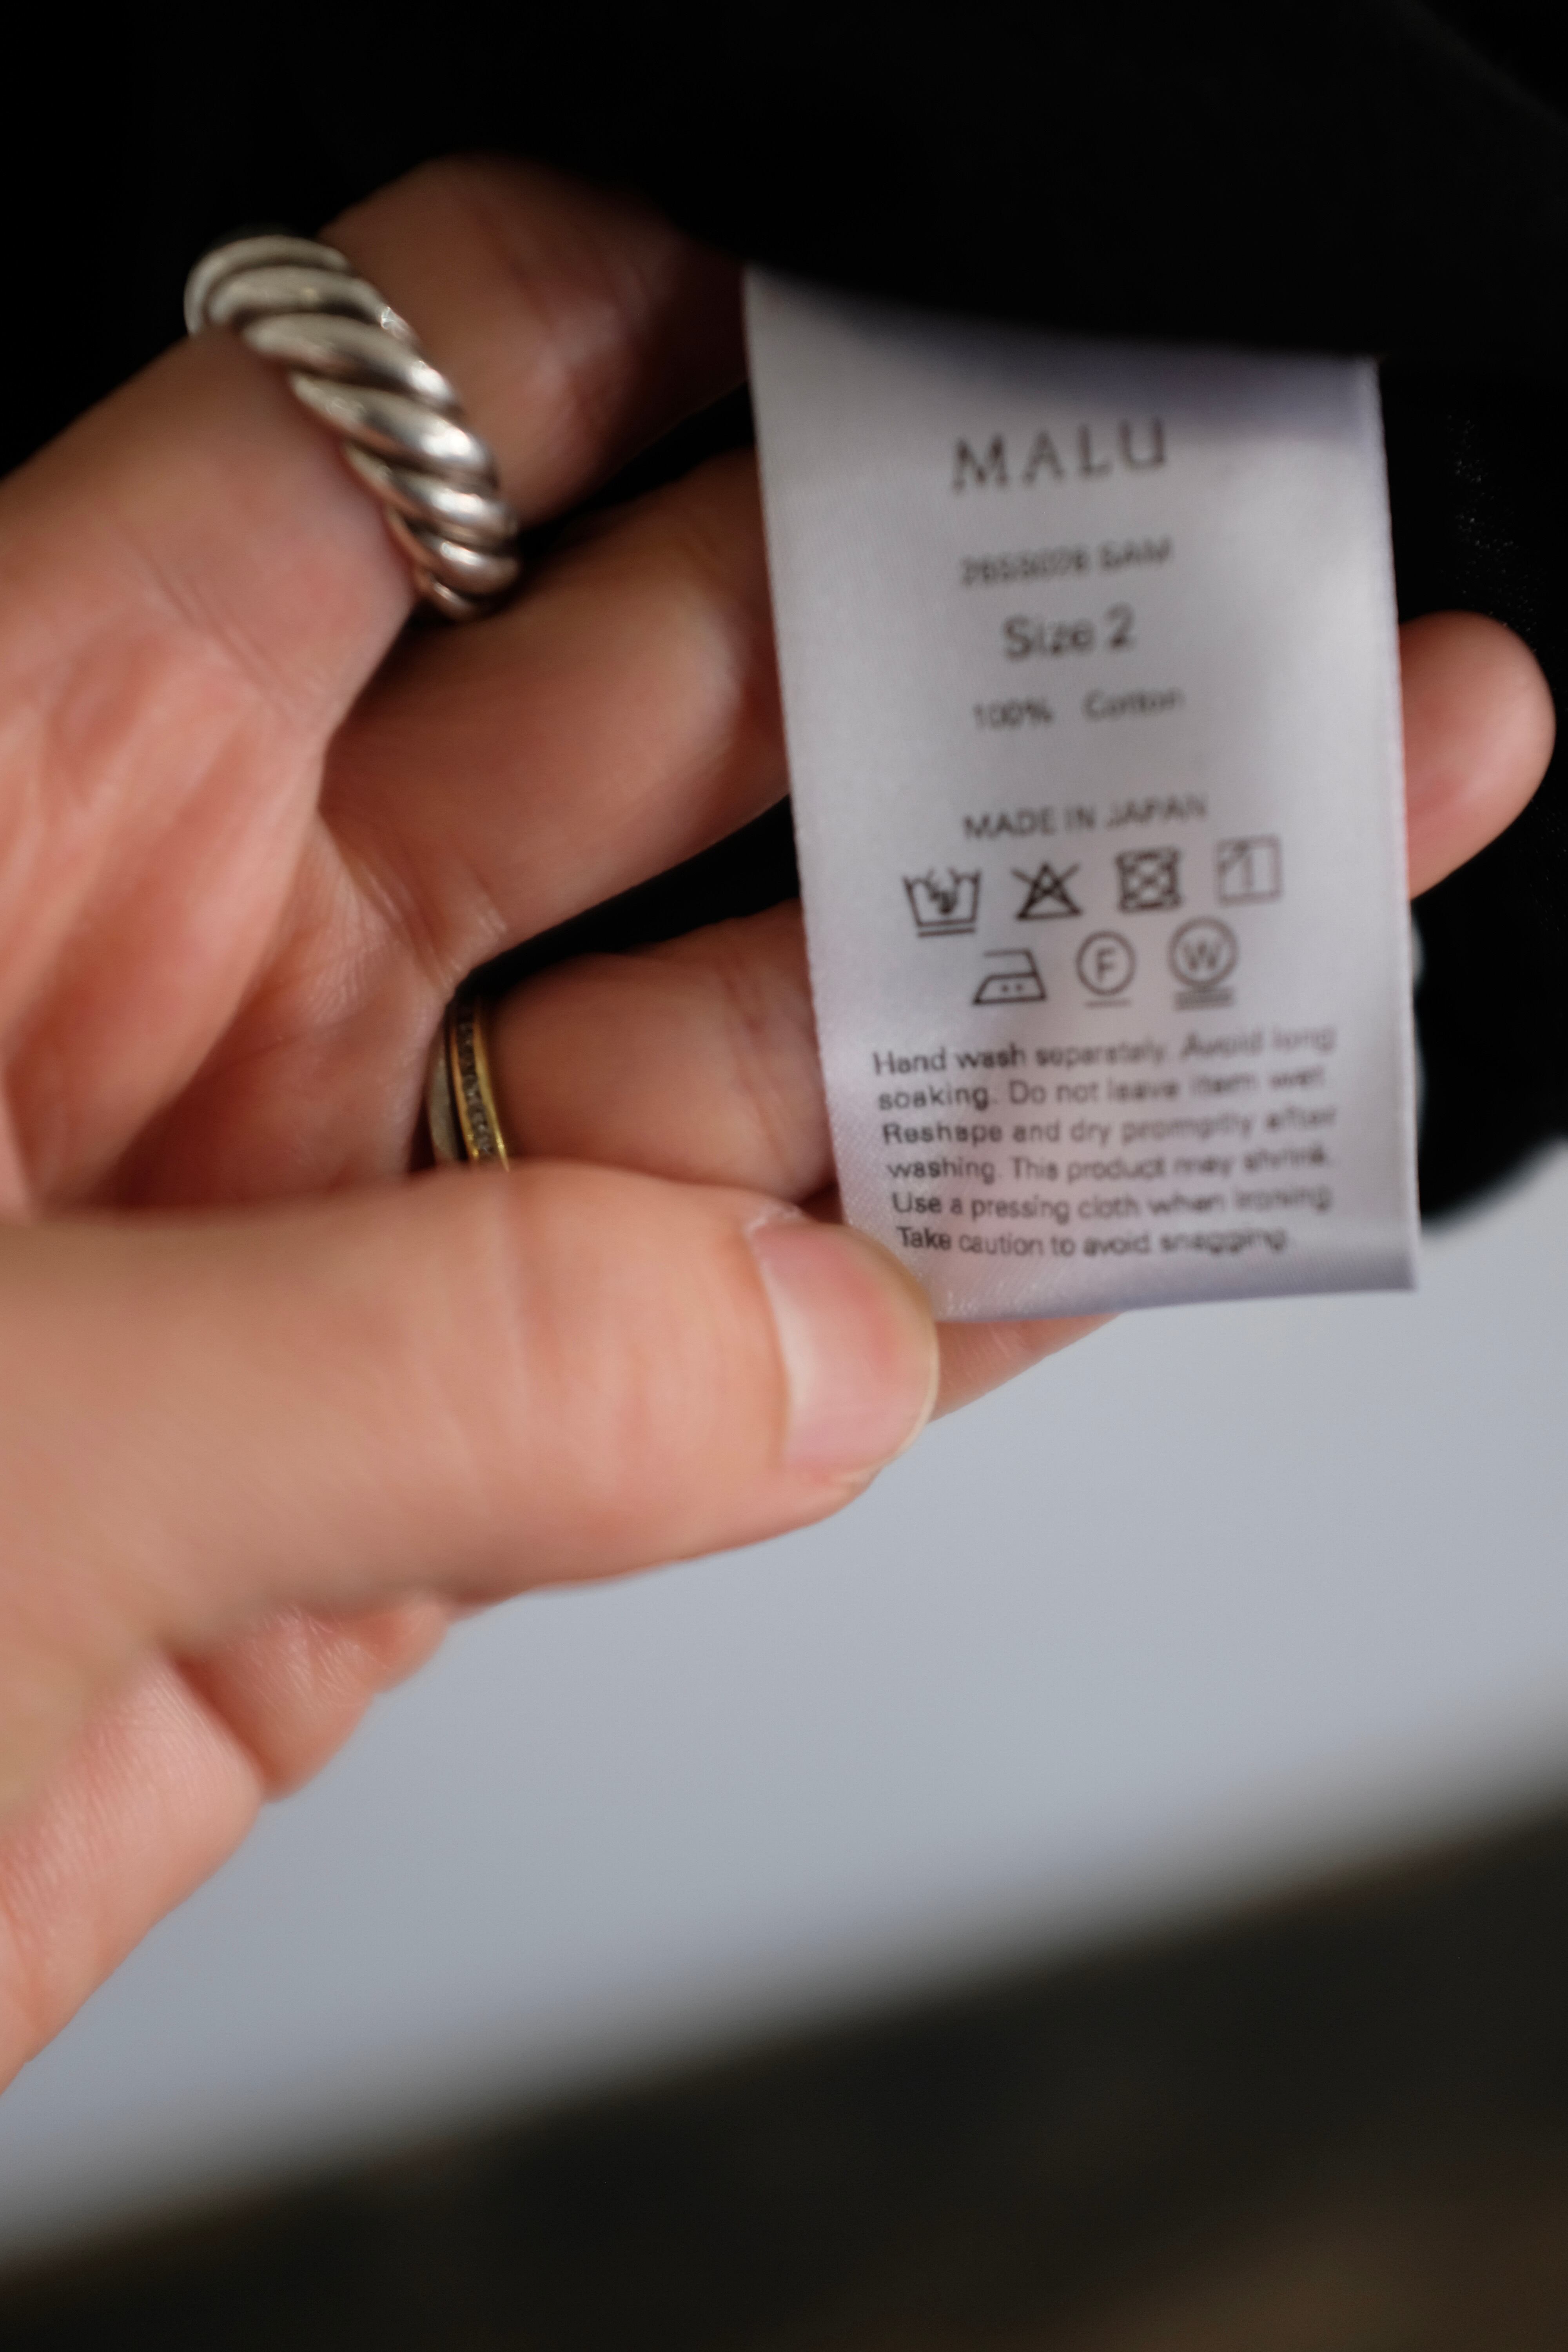 MALU
SAM
Size 2
100% Cotton
MADE IN JAPAN
F W
Hand wash separately. Avoid long
soaking. Do not leave item wet.
Reshape and dry promptly after
washing. This product may shrink.
Use a pressing cloth when ironing.
Take caution to avoid snagging.